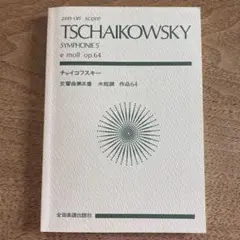 zen-on score
TSCHAIKOWSKY
SYMPHONIE 5
e moll op.64
チャイコフスキー
交響曲第5番 ホ短調 作品64
全音楽譜出版社